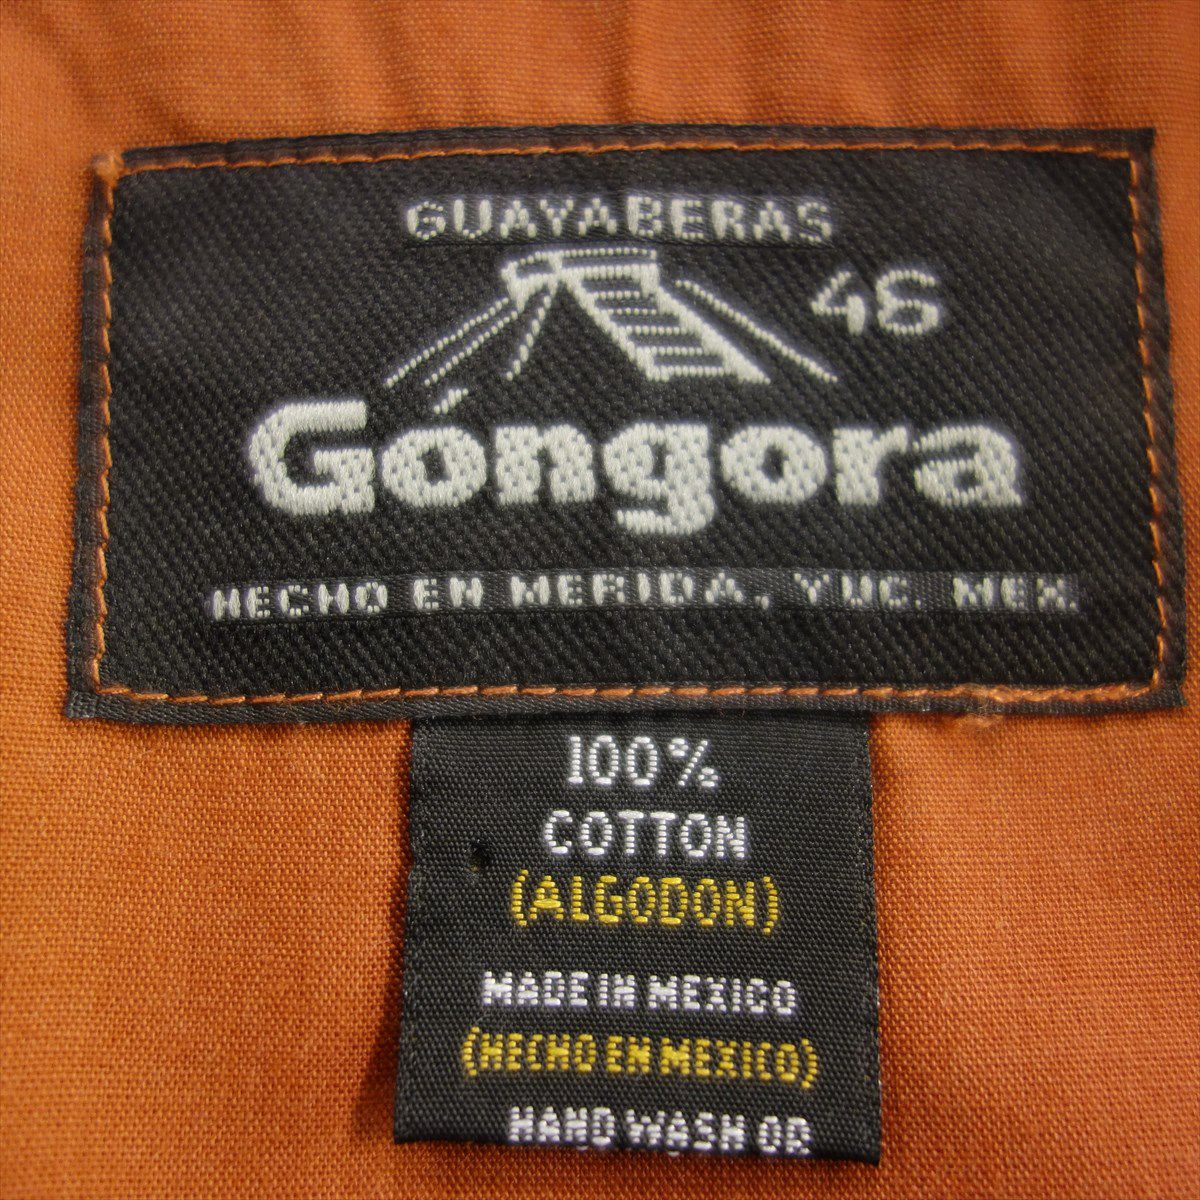 GUAYABERAS
46
Góngora
HECHO EN MERIDA, YUC. MEX.
100%
COTTON
(ALGODON)
MADE IN MEXICO
(HECHO EN MEXICO)
HAND WASH OR